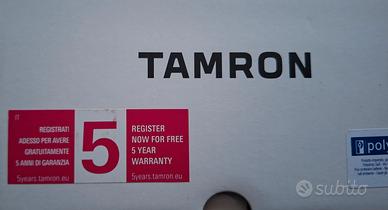 TAMRON
IT
REGISTRATI
ADESSO PER AVERE
GRATUITAMENTE
5 ANNI DI GARANZIA
5years.tamron.eu
5
REGISTER
NOW FOR FREE
5 YEAR
WARRANTY
5years.tamron.eu
poly
subito